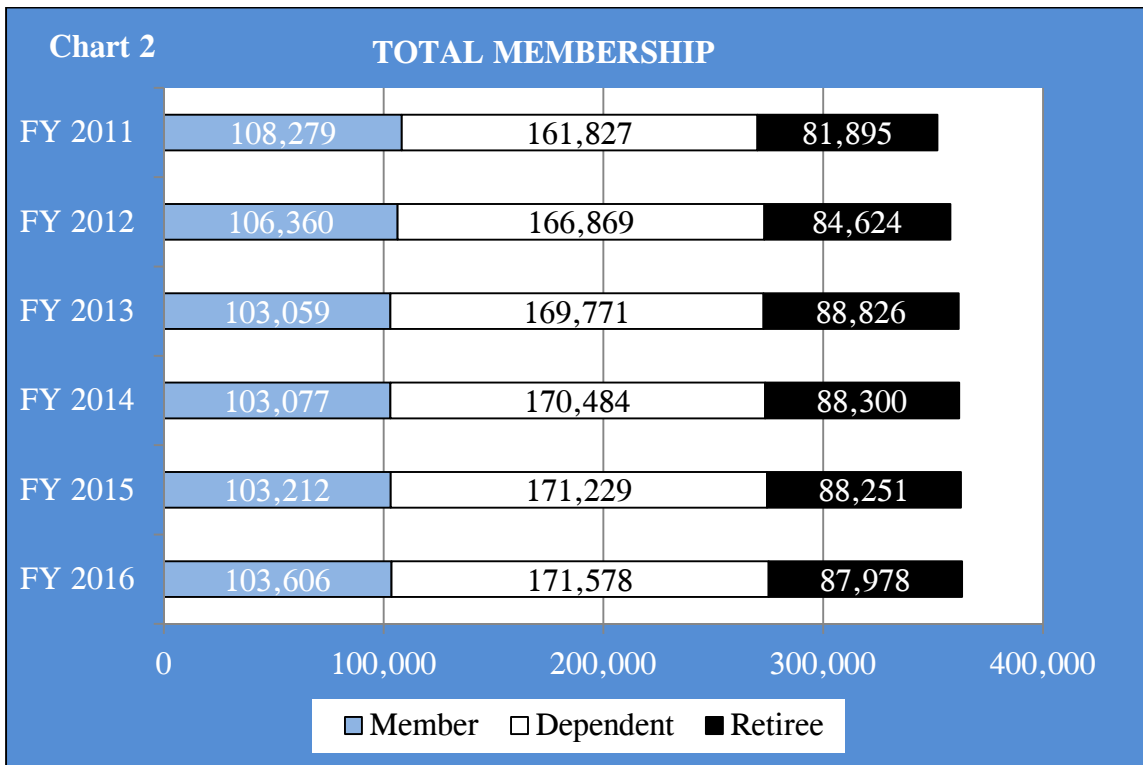 Chart 2
TOTAL MEMBERSHIP
FY 2011 108,279 161,827 81,895
FY 2012 106,360 166,869 84,624
FY 2013 103,059 169,771 88,826
FY 2014 103,077 170,484 88,300
FY 2015 103,212 171,229 88,251
FY 2016 103,606 171,578 87,978
0 100,000 200,000 300,000 400,000
Member Dependent Retiree